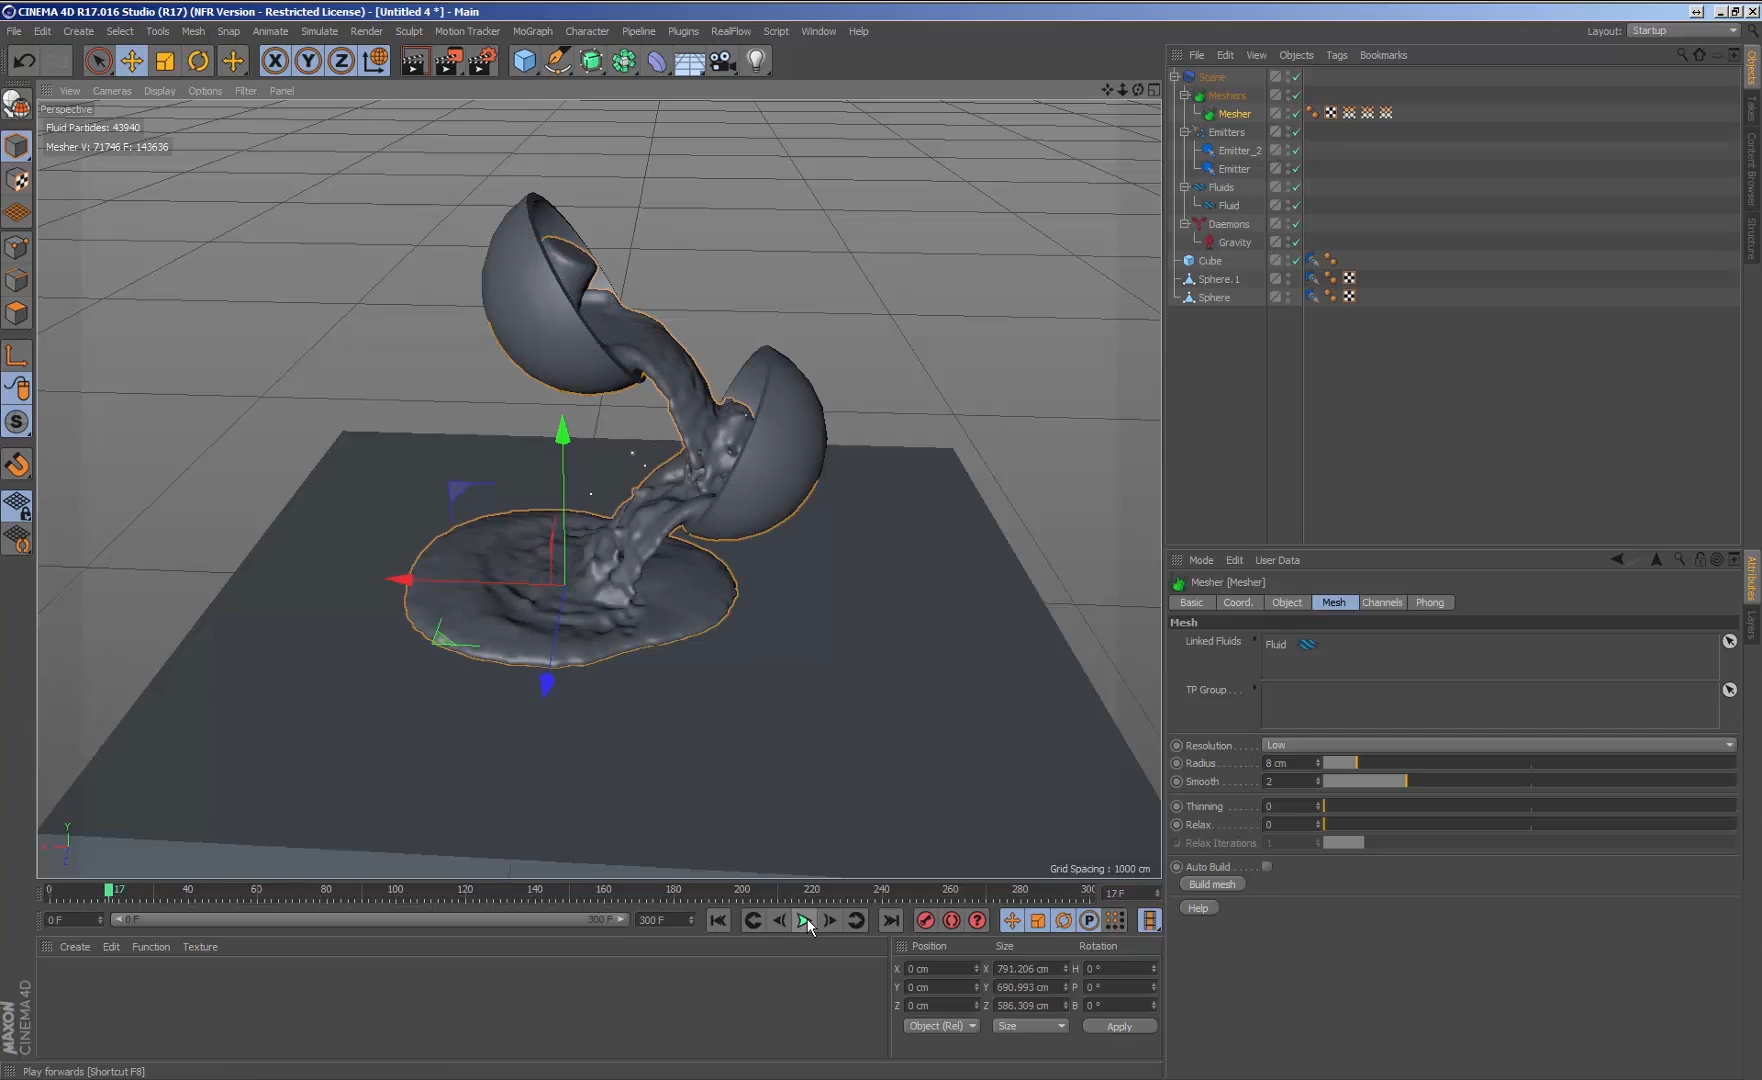 CINEMA 4D R17.016 Studio (R17) (NFR Version - Restricted License) - [Untitled 4 *] - Main
File Edit Create Select Tools Mesh Snap Animate Simulate Render Sculpt Motion Tracker MoGraph Character Pipeline Plugins RealFlow Script Window Help
Layout: Startup
View Cameras Display Options Filter Panel
Perspective
Fluid Particles: 43940
Mesher V: 71746 F: 143636
Y
Z
Grid Spacing : 1000 cm
File Edit View Objects Tags Bookmarks
Scene
Meshers
Mesher
Emitters
Emitter_2
Emitter
Fluids
Fluid
Daemons
Gravity
Cube
Sphere.1
Sphere
Objects
Takes
Content Browser
Structure
Mode Edit User Data
Mesher [Mesher]
Basic Coord. Object Mesh Channels Phong
Mesh
Linked Fluids Fluid
TP Group . . .
Resolution . . . . Low
Radius . . . . . . 8 cm
Smooth . . . . . 2
Thinning . . . . . 0
Relax . . . . . . . 0
Relax Iterations 1
Auto Build . . . .
Build mesh
Help
Attributes
Layers
0 17 40 60 80 100 120 140 160 180 200 220 240 260 280 300 17 F
0 F 0 F 300 F 300 F
Create Edit Function Texture
Position Size Rotation
X 0 cm X 791.206 cm H 0 °
Y 0 cm Y 690.993 cm P 0 °
Z 0 cm Z 586.309 cm B 0 °
Object (Rel) Size Apply
MAXON
CINEMA 4D
Play forwards [Shortcut F8]